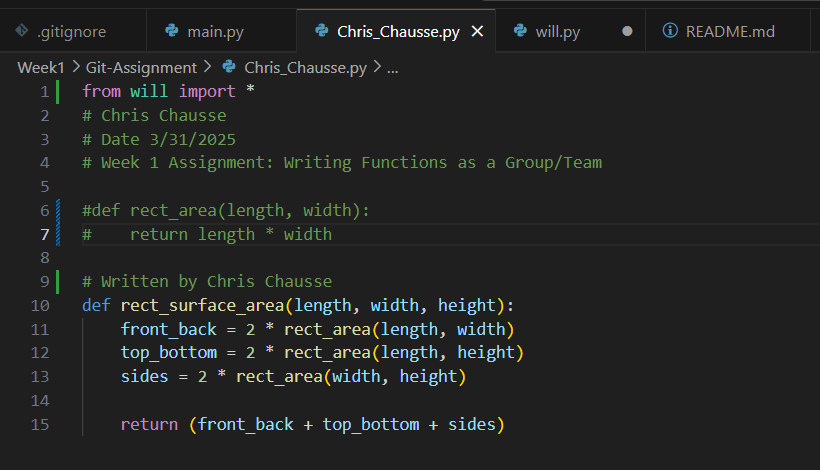 .gitignore main.py Chris_Chausse.py will.py README.md
Week1 > Git-Assignment > Chris_Chausse.py > ...
1 from will import *
2 # Chris Chausse
3 # Date 3/31/2025
4 # Week 1 Assignment: Writing Functions as a Group/Team
5
6 #def rect_area(length, width):
7 #    return length * width
8
9 # Written by Chris Chausse
10 def rect_surface_area(length, width, height):
11     front_back = 2 * rect_area(length, width)
12     top_bottom = 2 * rect_area(length, height)
13     sides = 2 * rect_area(width, height)
14
15     return (front_back + top_bottom + sides)